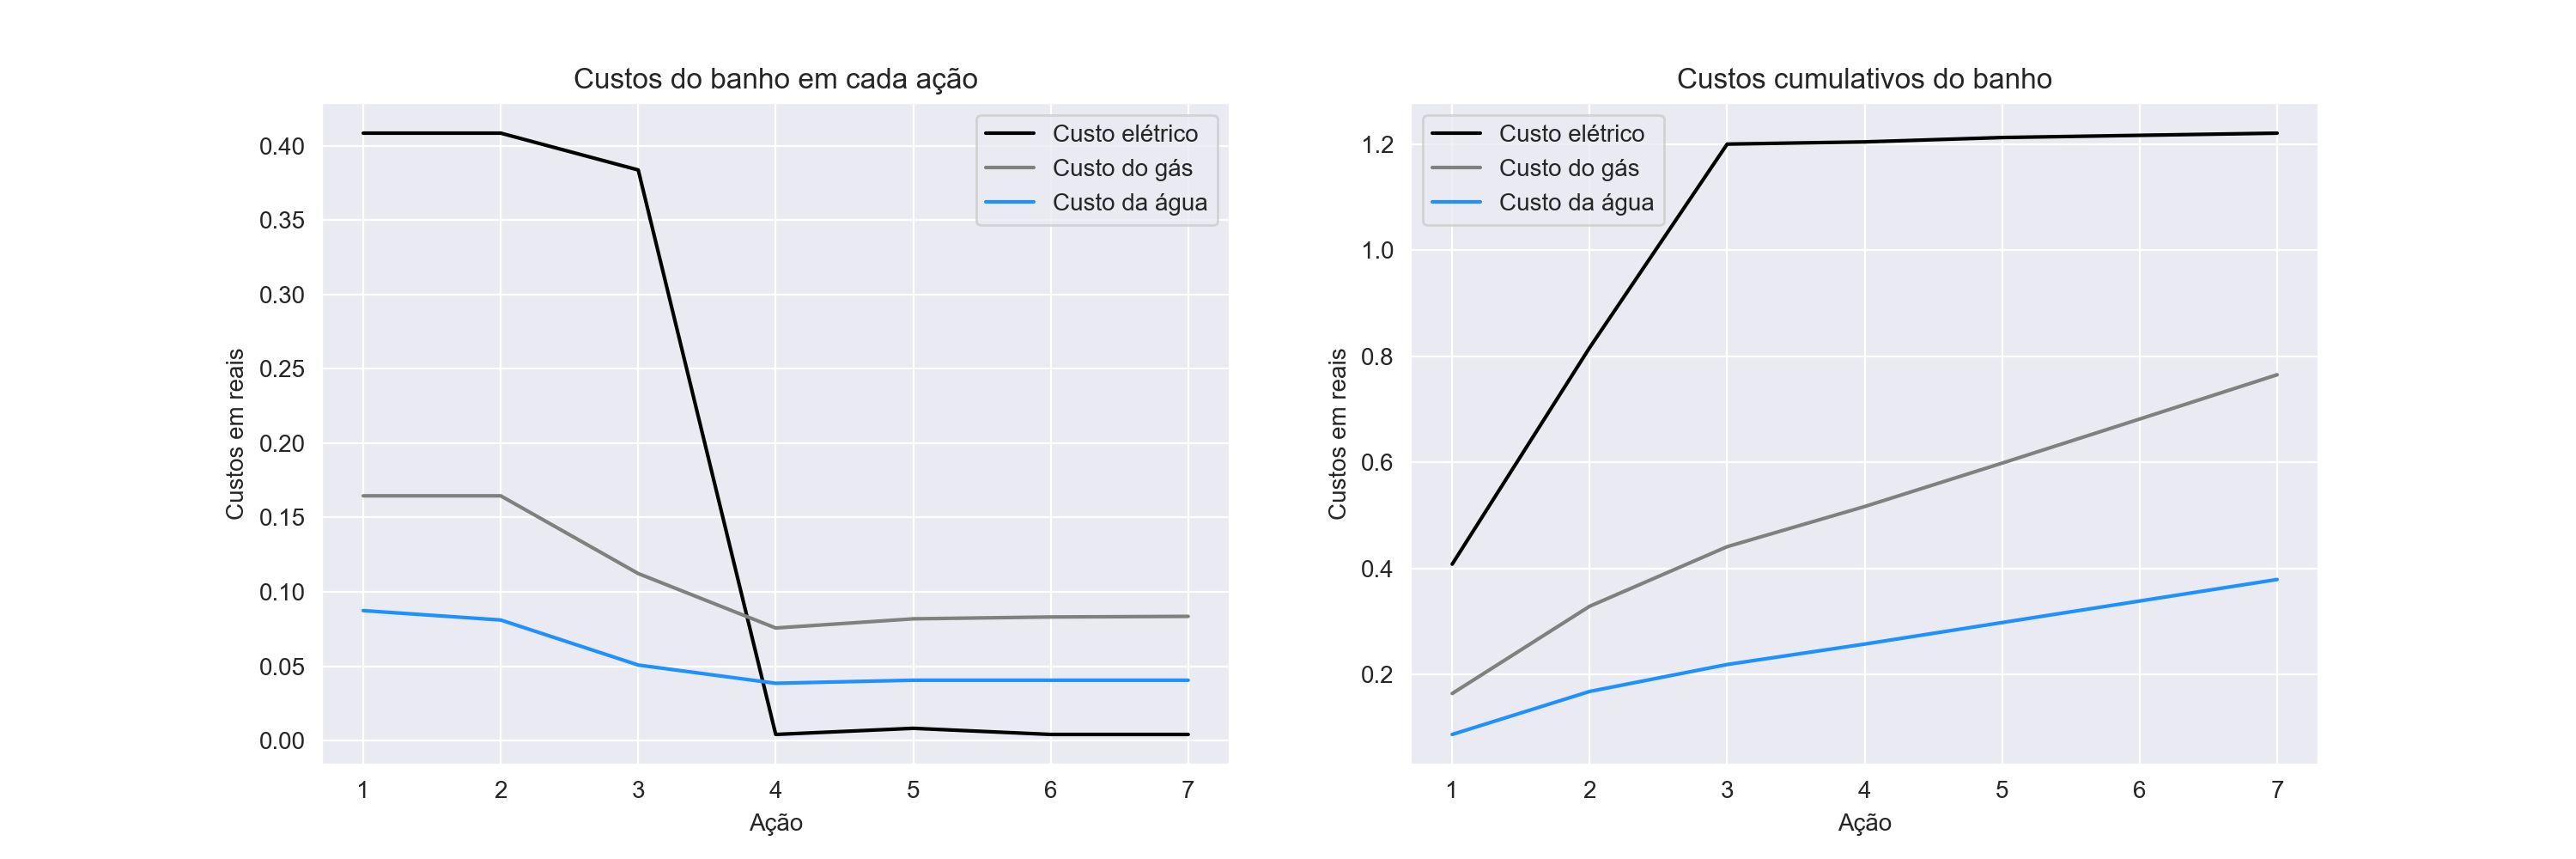 Custos do banho em cada ação
Custo elétrico
Custo do gás
Custo da água
0.40
0.35
0.30
0.25
0.20
0.15
0.10
0.05
0.00
Custos em reais
1 2 3 4 5 6 7
Ação
Custos cumulativos do banho
Custo elétrico
Custo do gás
Custo da água
1.2
1.0
0.8
0.6
0.4
0.2
Custos em reais
1 2 3 4 5 6 7
Ação